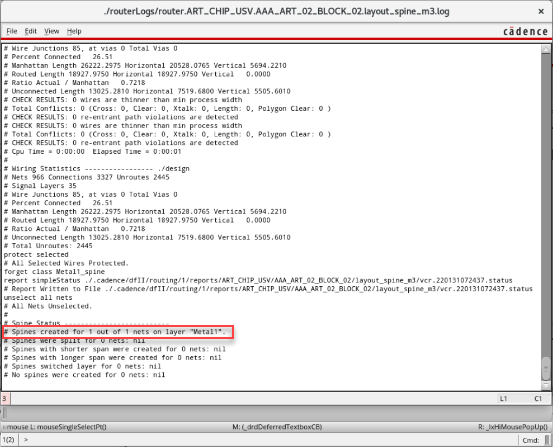 ./routerLogs/router.ART_CHIP_USV.AAA_ART_02_BLOCK_02.layout_spine_m3.log
File Edit View Help cādence
# Wire Junctions 85, at vias 0 Total Vias 0
# Percent Connected 26.51
# Manhattan Length 26222.2975 Horizontal 20528.0765 Vertical 5694.2210
# Routed Length 18927.9750 Horizontal 18927.9750 Vertical 0.0000
# Ratio Actual / Manhattan 0.7218
# Unconnected Length 13025.2810 Horizontal 7519.6800 Vertical 5505.6010
# CHECK RESULTS: 0 wires are thinner than min process width
# Total Conflicts: 0 (Cross: 0, Clear: 0, Xtalk: 0, Length: 0, Polygon Clear: 0 )
# CHECK RESULTS: 0 re-entrant path violations are detected
# CHECK RESULTS: 0 wires are thinner than min process width
# Total Conflicts: 0 (Cross: 0, Clear: 0, Xtalk: 0, Length: 0, Polygon Clear: 0 )
# CHECK RESULTS: 0 re-entrant path violations are detected
# Cpu Time = 0:00:00 Elapsed Time = 0:00:01
#
# Wiring Statistics ---------------- ./design
# Nets 966 Connections 3327 Unroutes 2445
# Signal Layers 35
# Wire Junctions 85, at vias 0 Total Vias 0
# Percent Connected 26.51
# Manhattan Length 26222.2975 Horizontal 20528.0765 Vertical 5694.2210
# Routed Length 18927.9750 Horizontal 18927.9750 Vertical 0.0000
# Ratio Actual / Manhattan 0.7218
# Unconnected Length 13025.2810 Horizontal 7519.6800 Vertical 5505.6010
# Total Unroutes: 2445
protect selected
# All Selected Wires Protected.
forget class Metal1_spine
report simpleStatus ./.cadence/dfII/routing/1/reports/ART_CHIP_USV/AAA_ART_02_BLOCK_02/layout_spine_m3/vcr.220131072437.status
# Report Written to File ./.cadence/dfII/routing/1/reports/ART_CHIP_USV/AAA_ART_02_BLOCK_02/layout_spine_m3/vcr.220131072437.status
unselect all nets
# All Nets Unselected.
#
# Spine Status -------------------------
# Spines created for 1 out of 1 nets on layer "Metal1".
# Spines were split for 0 nets: nil
# Spines with shorter span were created for 0 nets: nil
# Spines with longer span were created for 0 nets: nil
# Spines switched layer for 0 nets: nil
# No spines were created for 0 nets: nil
3 L1 C1
mouse L: mouseSingleSelectPt() M: (_drdDeferredTextboxCB) R: _lxHiMousePopUp()
1(2) > Cmd: